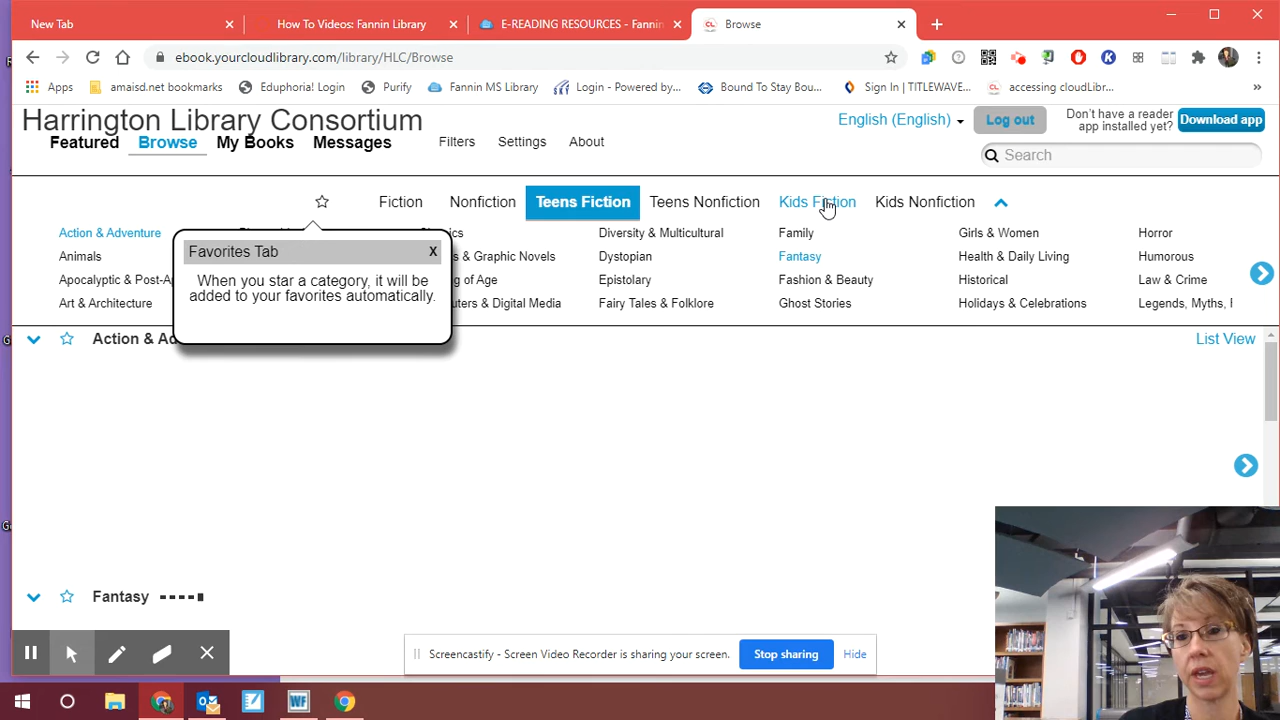 New Tab
How To Videos: Fannin Library
E-READING RESOURCES - Fannin
CL Browse
ebook.yourcloudlibrary.com/library/HLC/Browse
Apps
amaisd.net bookmarks
Eduphoria! Login
Purify
Fannin MS Library
Login - Powered by...
Bound To Stay Bou...
Sign In | TITLEWAVE...
CL accessing cloudLibr...
Harrington Library Consortium
English (English)
Log out
Don't have a reader
app installed yet?
Download app
Featured
Browse
My Books
Messages
Filters
Settings
About
Search
Fiction
Nonfiction
Teens Fiction
Teens Nonfiction
Kids Fiction
Kids Nonfiction
Action & Adventure
Diversity & Multicultural
Family
Girls & Women
Horror
Animals
& Graphic Novels
Dystopian
Fantasy
Health & Daily Living
Humorous
Apocalyptic & Post-Ap
ng of Age
Epistolary
Fashion & Beauty
Historical
Law & Crime
Art & Architecture
uters & Digital Media
Fairy Tales & Folklore
Ghost Stories
Holidays & Celebrations
Legends, Myths, F
Favorites Tab
X
When you star a category, it will be
added to your favorites automatically.
Action & Ad
List View
Fantasy
Screencastify - Screen Video Recorder is sharing your screen.
Stop sharing
Hide